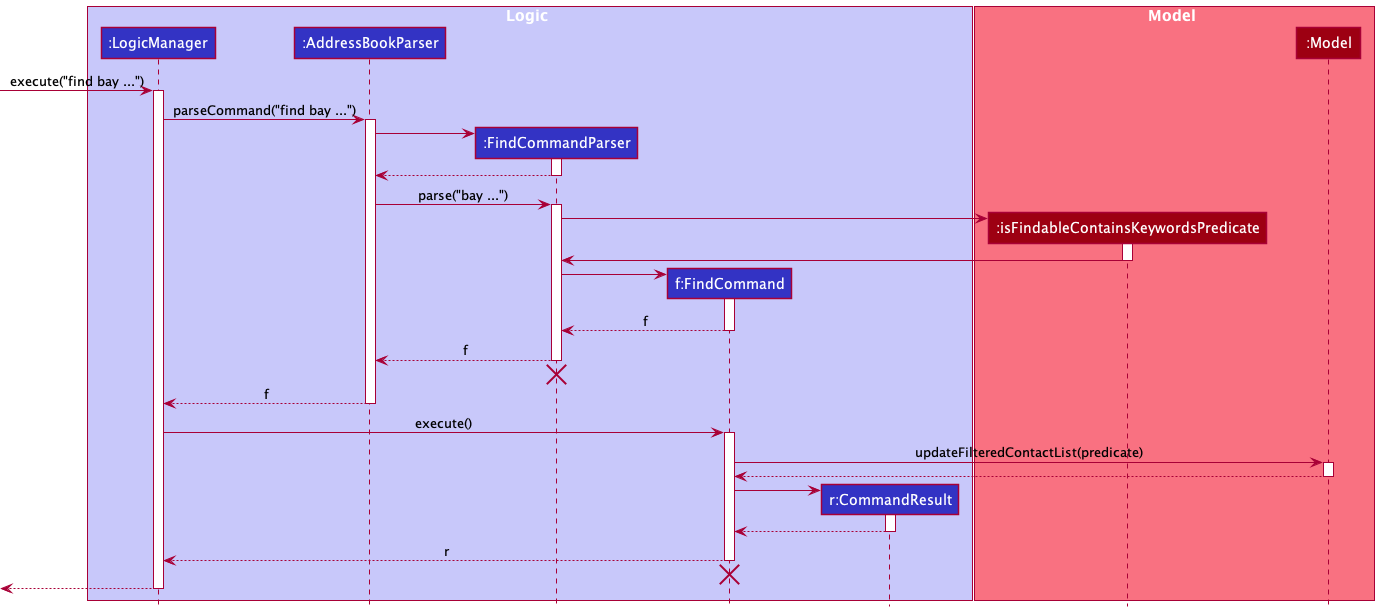 Logic
Model
:LogicManager
:AddressBookParser
:Model
execute("find bay ...")
parseCommand("find bay ...")
:FindCommandParser
parse("bay ...")
:isFindableContainsKeywordsPredicate
f:FindCommand
f
f
f
execute()
updateFilteredContactList(predicate)
r:CommandResult
r